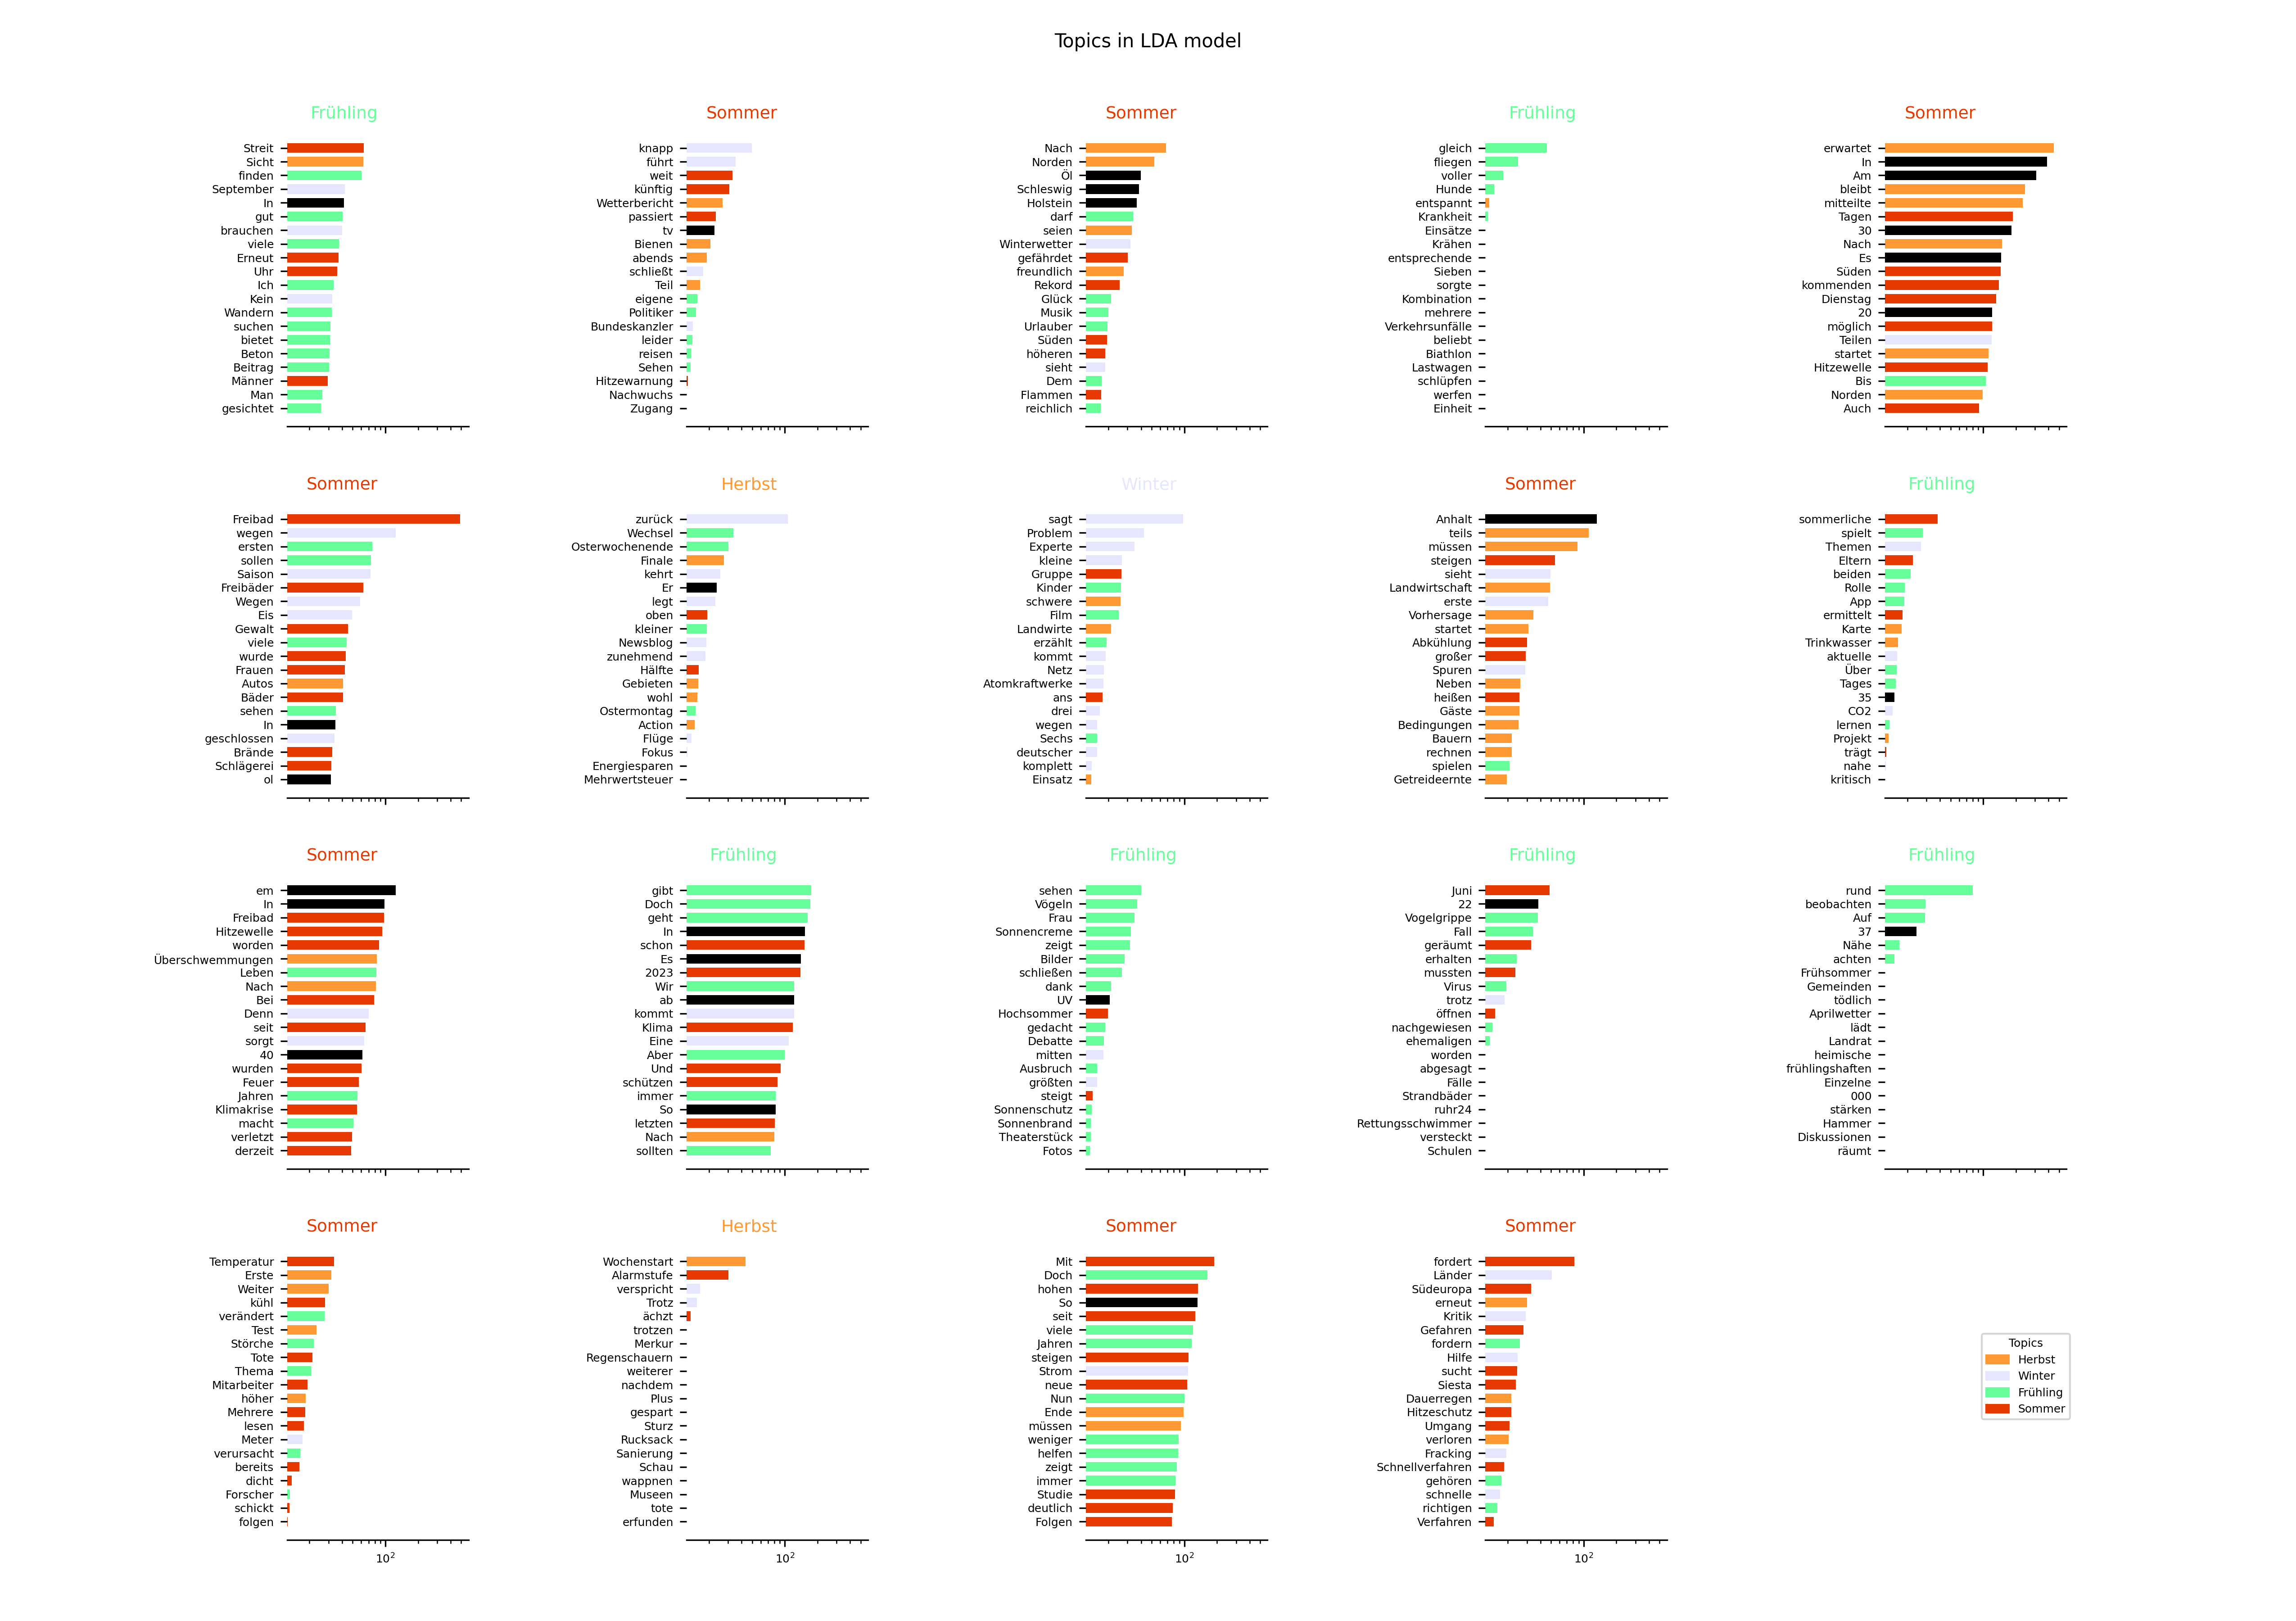 Topics in LDA model
Frühling
Streit
Sicht
finden
September
In
gut
brauchen
viele
Erneut
Uhr
Ich
Kein
Wandern
suchen
bietet
Beton
Beitrag
Männer
Man
gesichtet
Sommer
knapp
führt
weit
künftig
Wetterbericht
passiert
tv
Bienen
abends
schließt
Teil
eigene
Politiker
Bundeskanzler
leider
reisen
Sehen
Hitzewarnung
Nachwuchs
Zugang
Sommer
Nach
Norden
Öl
Schleswig
Holstein
darf
seien
Winterwetter
gefährdet
freundlich
Rekord
Glück
Musik
Urlauber
Süden
höheren
sieht
Dem
Flammen
reichlich
Frühling
gleich
fliegen
voller
Hunde
entspannt
Krankheit
Einsätze
Krähen
entsprechende
Sieben
sorgte
Kombination
mehrere
Verkehrsunfälle
beliebt
Biathlon
Lastwagen
schlüpfen
werfen
Einheit
Sommer
erwartet
In
Am
bleibt
mitteilte
Tagen
30
Nach
Es
Süden
kommenden
Dienstag
20
möglich
Teilen
startet
Hitzewelle
Bis
Norden
Auch
Sommer
Freibad
wegen
ersten
sollen
Saison
Freibäder
Wegen
Eis
Gewalt
viele
wurde
Frauen
Autos
Bäder
sehen
In
geschlossen
Brände
Schlägerei
ol
Herbst
zurück
Wechsel
Osterwochenende
Finale
kehrt
Er
legt
oben
kleiner
Newsblog
zunehmend
Hälfte
Gebieten
wohl
Ostermontag
Action
Flüge
Fokus
Energiesparen
Mehrwertsteuer
Winter
sagt
Problem
Experte
kleine
Gruppe
Kinder
schwere
Film
Landwirte
erzählt
kommt
Netz
Atomkraftwerke
ans
drei
wegen
Sechs
deutscher
komplett
Einsatz
Sommer
Anhalt
teils
müssen
steigen
sieht
Landwirtschaft
erste
Vorhersage
startet
Abkühlung
großer
Spuren
Neben
heißen
Gäste
Bedingungen
Bauern
rechnen
spielen
Getreideernte
Frühling
sommerliche
spielt
Themen
Eltern
beiden
Rolle
App
ermittelt
Karte
Trinkwasser
aktuelle
Über
Tages
35
CO2
lernen
Projekt
trägt
nahe
kritisch
Sommer
em
In
Freibad
Hitzewelle
worden
Überschwemmungen
Leben
Nach
Bei
Denn
seit
sorgt
40
wurden
Feuer
Jahren
Klimakrise
macht
verletzt
derzeit
Frühling
gibt
Doch
geht
In
schon
Es
2023
Wir
ab
kommt
Klima
Eine
Aber
Und
schützen
immer
So
letzten
Nach
sollten
Frühling
sehen
Vögeln
Frau
Sonnencreme
zeigt
Bilder
schließen
dank
UV
Hochsommer
gedacht
Debatte
mitten
Ausbruch
größten
steigt
Sonnenschutz
Sonnenbrand
Theaterstück
Fotos
Frühling
Juni
22
Vogelgrippe
Fall
geräumt
erhalten
mussten
Virus
trotz
öffnen
nachgewiesen
ehemaligen
worden
abgesagt
Fälle
Strandbäder
ruhr24
Rettungsschwimmer
versteckt
Schulen
Frühling
rund
beobachten
Auf
37
Nähe
achten
Frühsommer
Gemeinden
tödlich
Aprilwetter
lädt
Landrat
heimische
frühlingshaften
Einzelne
000
stärken
Hammer
Diskussionen
räumt
Sommer
Temperatur
Erste
Weiter
kühl
verändert
Test
Störche
Tote
Thema
Mitarbeiter
höher
Mehrere
lesen
Meter
verursacht
bereits
dicht
Forscher
schickt
folgen
10²
Herbst
Wochenstart
Alarmstufe
verspricht
Trotz
ächzt
trotzen
Merkur
Regenschauern
weiterer
nachdem
Plus
gespart
Sturz
Rucksack
Sanierung
Schau
wappnen
Museen
tote
erfunden
10²
Sommer
Mit
Doch
hohen
So
seit
viele
Jahren
steigen
Strom
neue
Nun
Ende
müssen
weniger
helfen
zeigt
immer
Studie
deutlich
Folgen
10²
Sommer
fordert
Länder
Südeuropa
erneut
Kritik
Gefahren
fordern
Hilfe
sucht
Siesta
Dauerregen
Hitzeschutz
Umgang
verloren
Fracking
Schnellverfahren
gehören
schnelle
richtigen
Verfahren
10²
Topics
Herbst
Winter
Frühling
Sommer